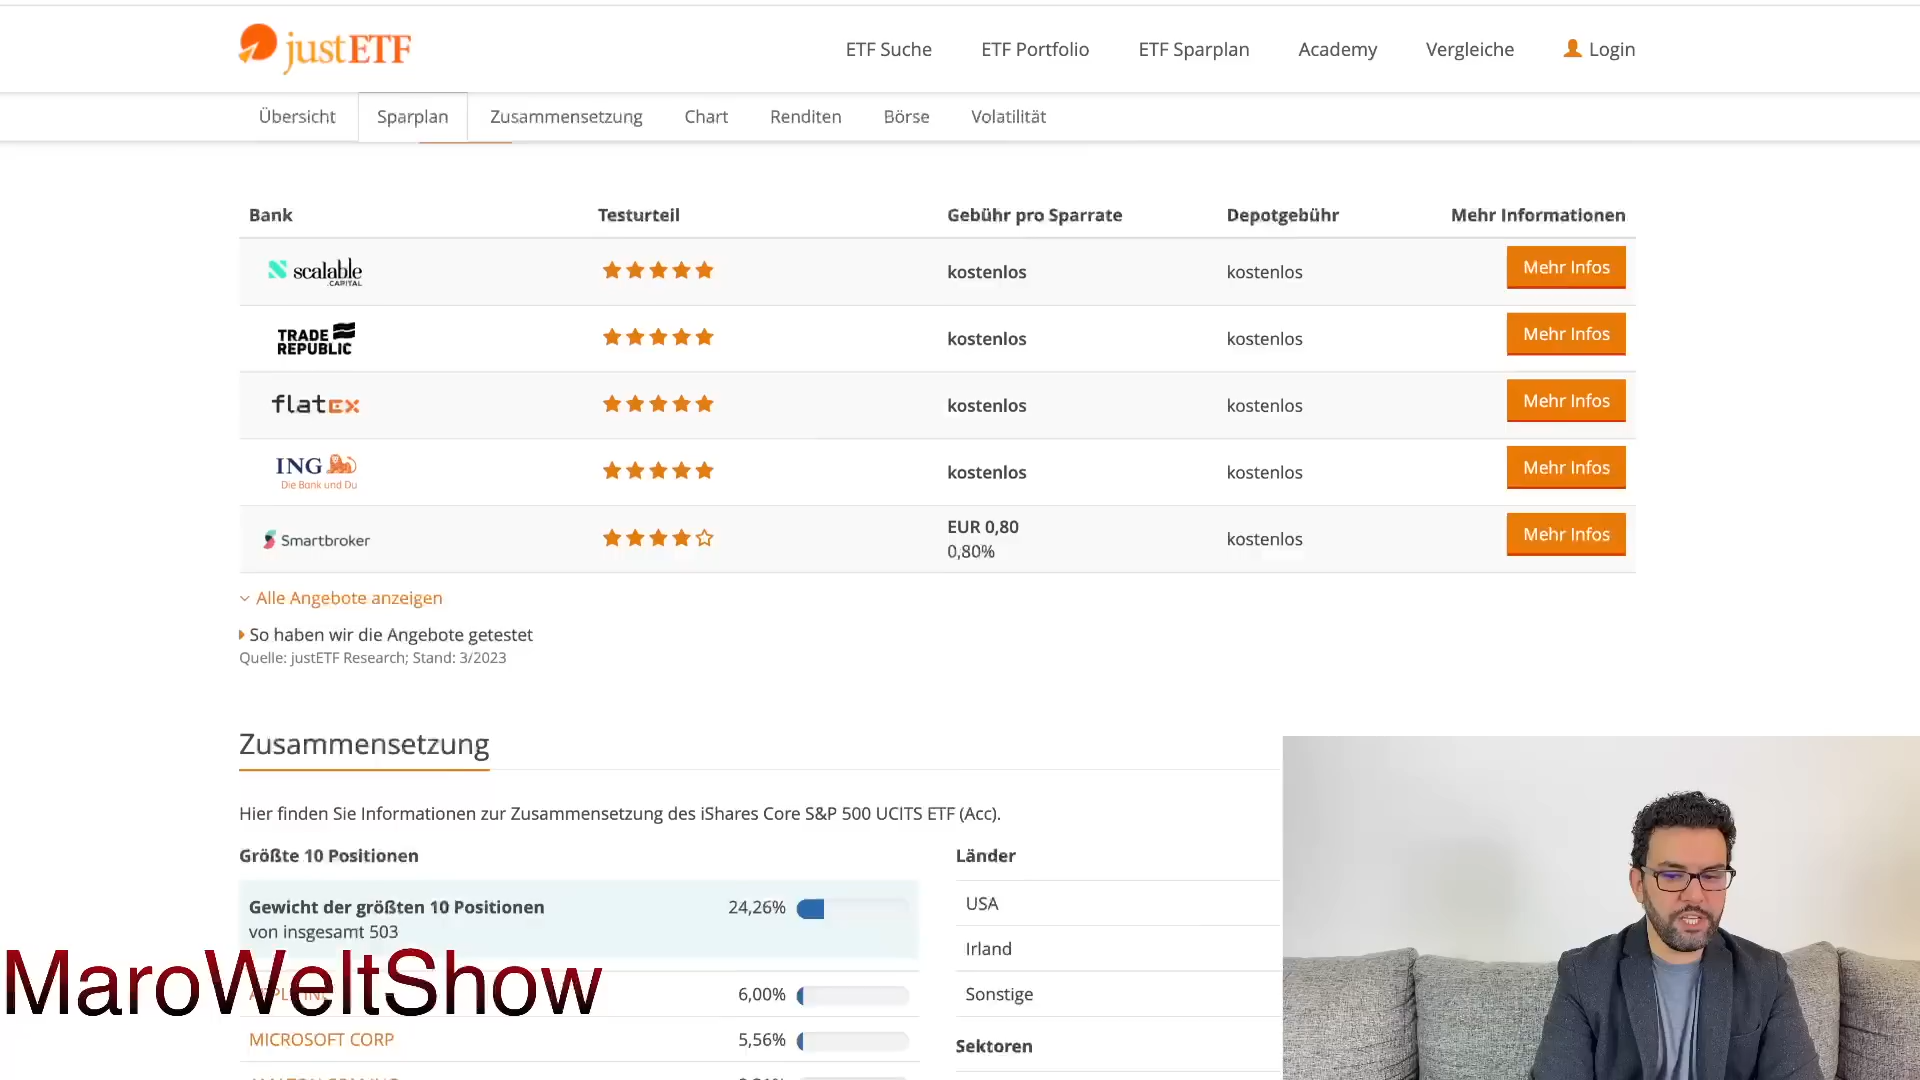 justETF
ETF Suche
ETF Portfolio
ETF Sparplan
Academy
Vergleiche
Login
Übersicht
Sparplan
Zusammensetzung
Chart
Renditen
Börse
Volatilität
Bank
Testurteil
Gebühr pro Sparrate
Depotgebühr
Mehr Informationen
scalable
CAPITAL
kostenlos
kostenlos
Mehr Infos
TRADE
REPUBLIC
kostenlos
kostenlos
Mehr Infos
flatex
kostenlos
kostenlos
Mehr Infos
ING
Die Bank und Du
kostenlos
kostenlos
Mehr Infos
Smartbroker
EUR 0,80
0,80%
kostenlos
Mehr Infos
Alle Angebote anzeigen
So haben wir die Angebote getestet
Quelle: justETF Research; Stand: 3/2023
Zusammensetzung
Hier finden Sie Informationen zur Zusammensetzung des iShares Core S&P 500 UCITS ETF (Acc).
Größte 10 Positionen
Gewicht der größten 10 Positionen
24,26%
von insgesamt 503
6,00%
MICROSOFT CORP
5,56%
Länder
USA
Irland
Sonstige
Sektoren
MaroWeltShow